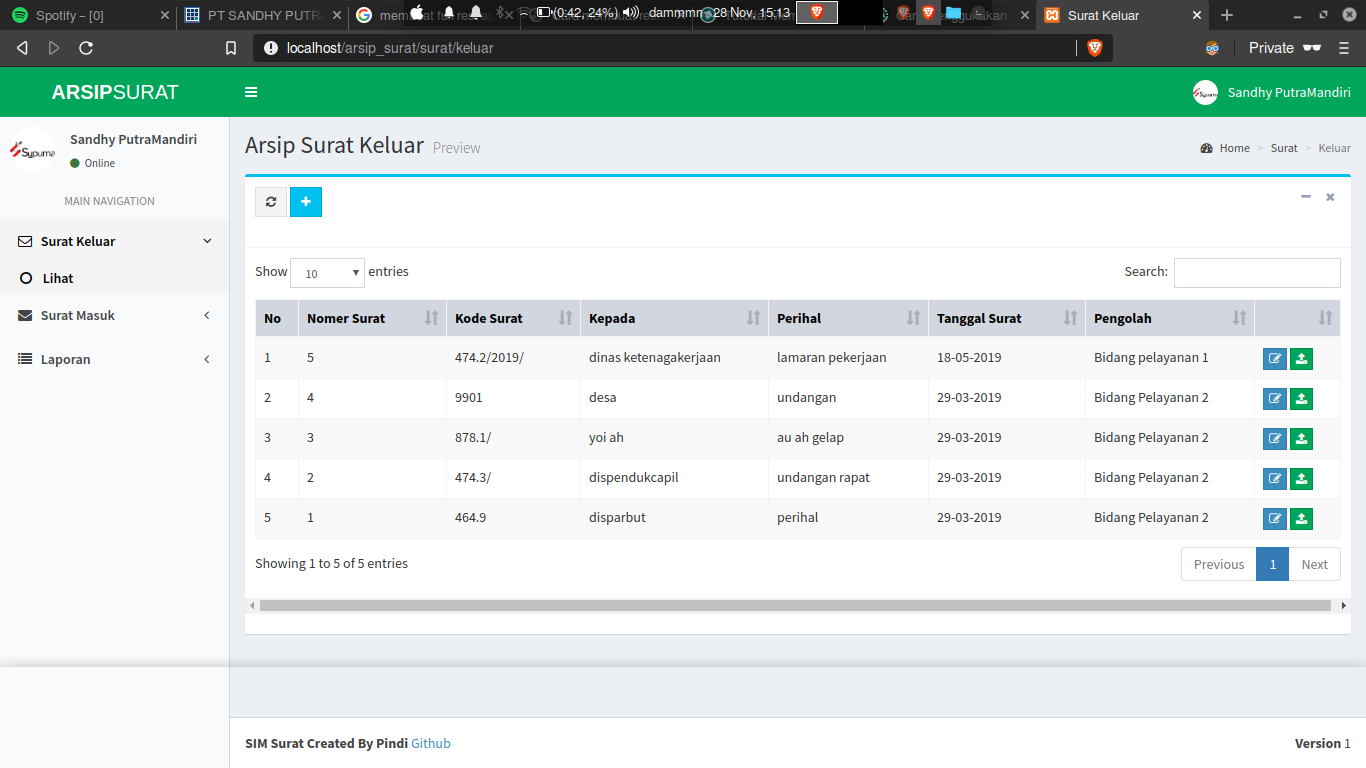 Spotify – [0]
PT SANDHY PUTR
(0:42, 24%)
dammmn
28 Nov, 15:13
Surat Keluar
localhost/arsip_surat/surat/keluar
Private
ARSIPSURAT
Sandhy PutraMandiri
Sypuma
Sandhy PutraMandiri
Online
MAIN NAVIGATION
Surat Keluar
Lihat
Surat Masuk
Laporan
Arsip Surat Keluar Preview
Home > Surat > Keluar
Show 10 entries
Search:
No Nomer Surat Kode Surat Kepada Perihal Tanggal Surat Pengolah
1 5 474.2/2019/ dinas ketenagakerjaan lamaran pekerjaan 18-05-2019 Bidang pelayanan 1
2 4 9901 desa undangan 29-03-2019 Bidang Pelayanan 2
3 3 878.1/ yoi ah au ah gelap 29-03-2019 Bidang Pelayanan 2
4 2 474.3/ dispendukcapil undangan rapat 29-03-2019 Bidang Pelayanan 2
5 1 464.9 disparbut perihal 29-03-2019 Bidang Pelayanan 2
Showing 1 to 5 of 5 entries
Previous 1 Next
SIM Surat Created By Pindi Github
Version 1